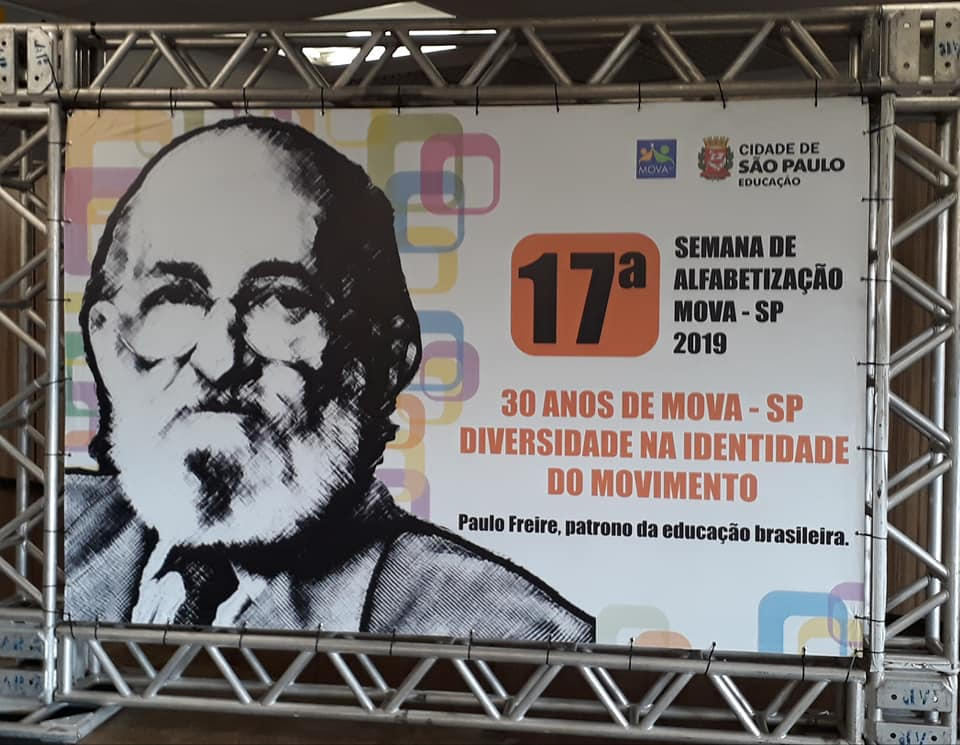 MOVA
CIDADE DE
SÃO PAULO
EDUCAÇÃO
17ª
SEMANA DE
ALFABETIZAÇÃO
MOVA - SP
2019
30 ANOS DE MOVA - SP
DIVERSIDADE NA IDENTIDADE
DO MOVIMENTO
Paulo Freire, patrono da educação brasileira.